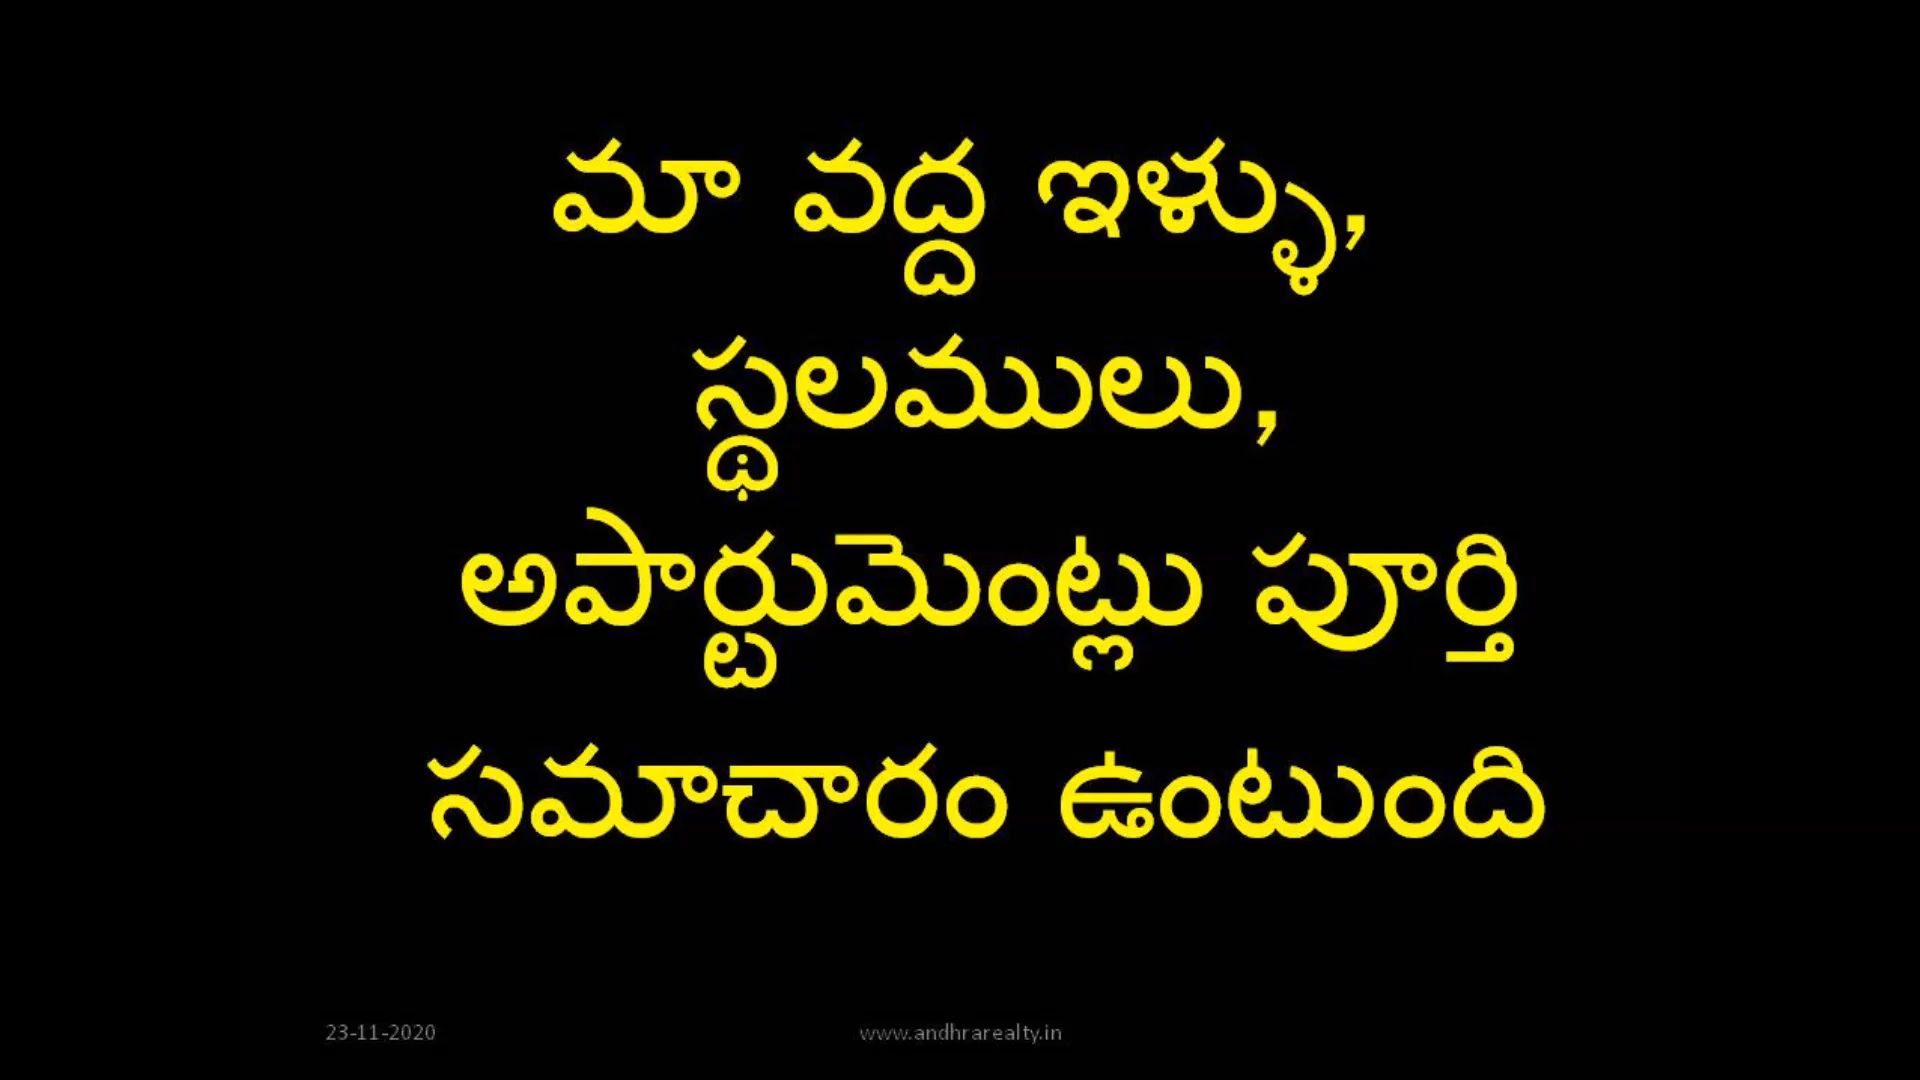 మా వద్ద ఇళ్ళు,
స్థలములు,
అపార్టుమెంట్లు పూర్తి
సమాచారం ఉంటుంది
23-11-2020
www.andhrarealty.in